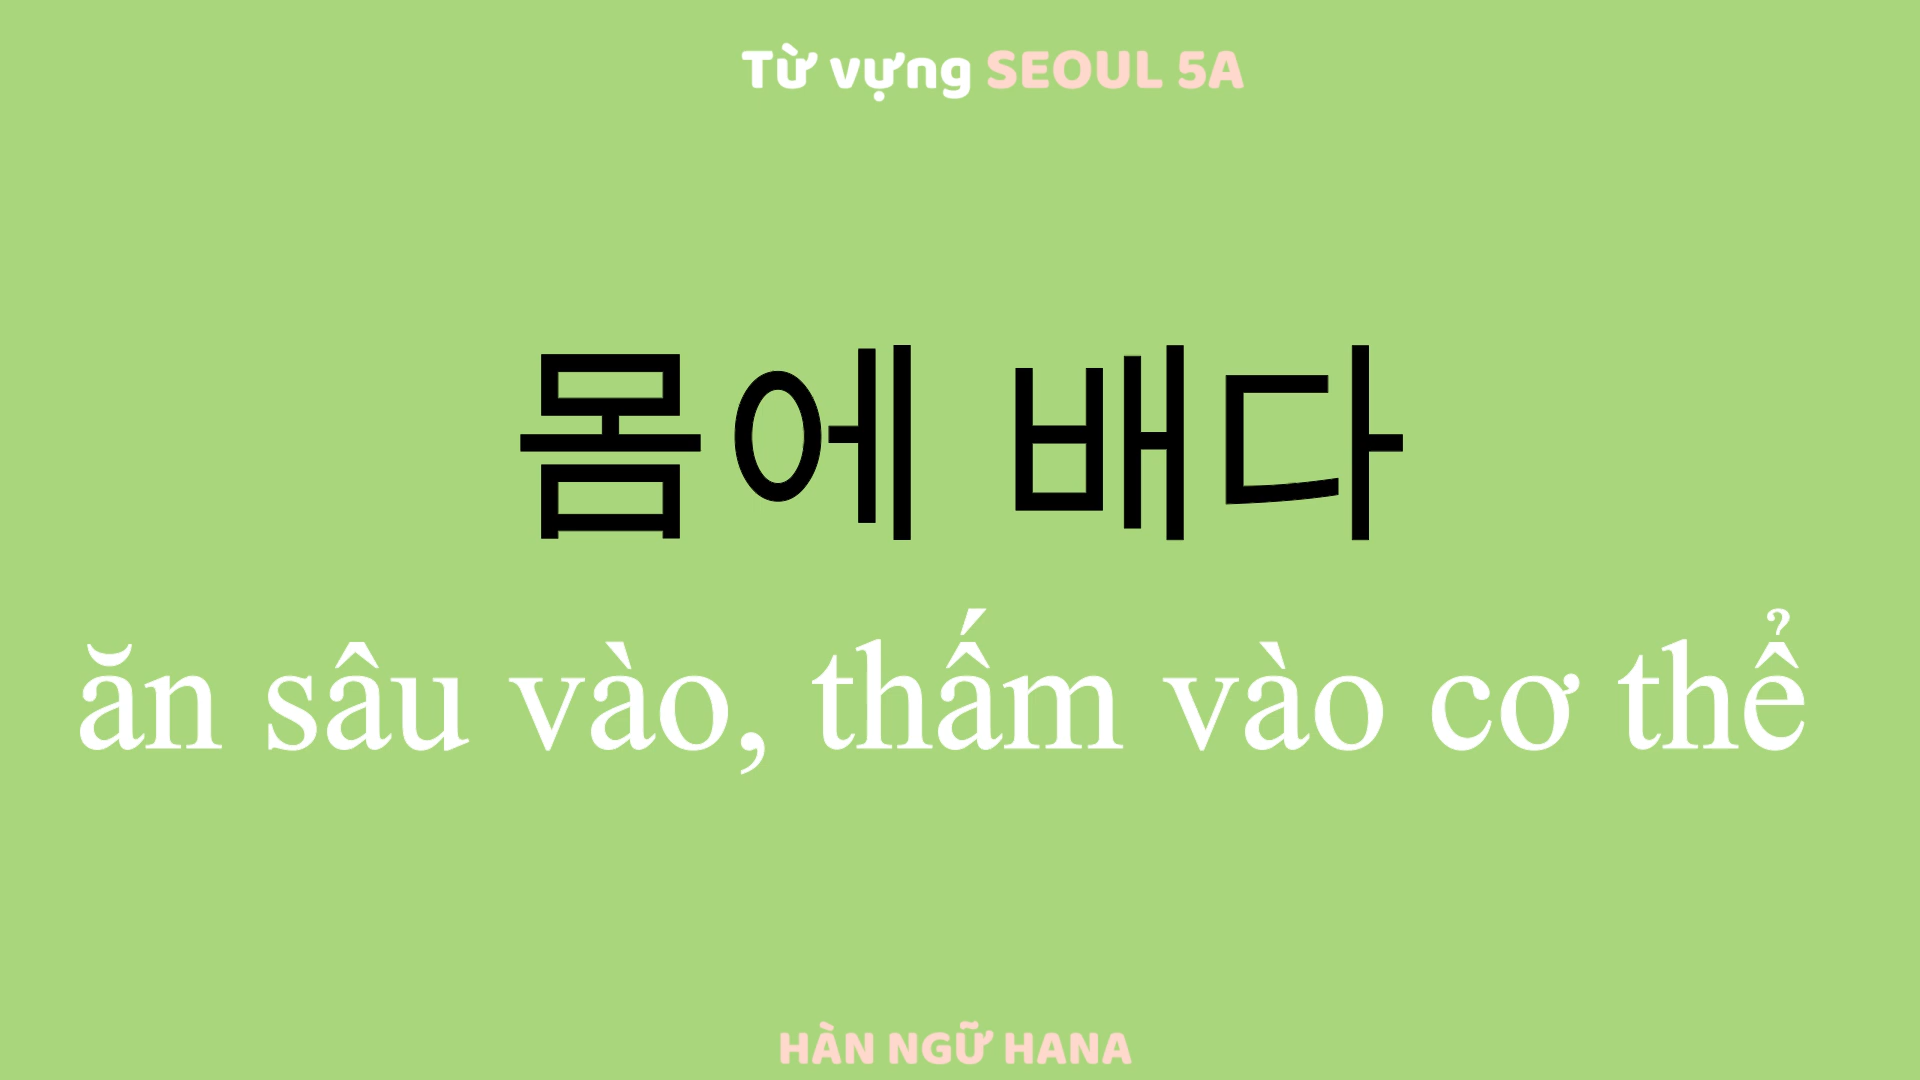 Từ vựng SEOUL 5A
몸에 배다
ăn sâu vào, thấm vào cơ thể
HÀN NGỮ HANA